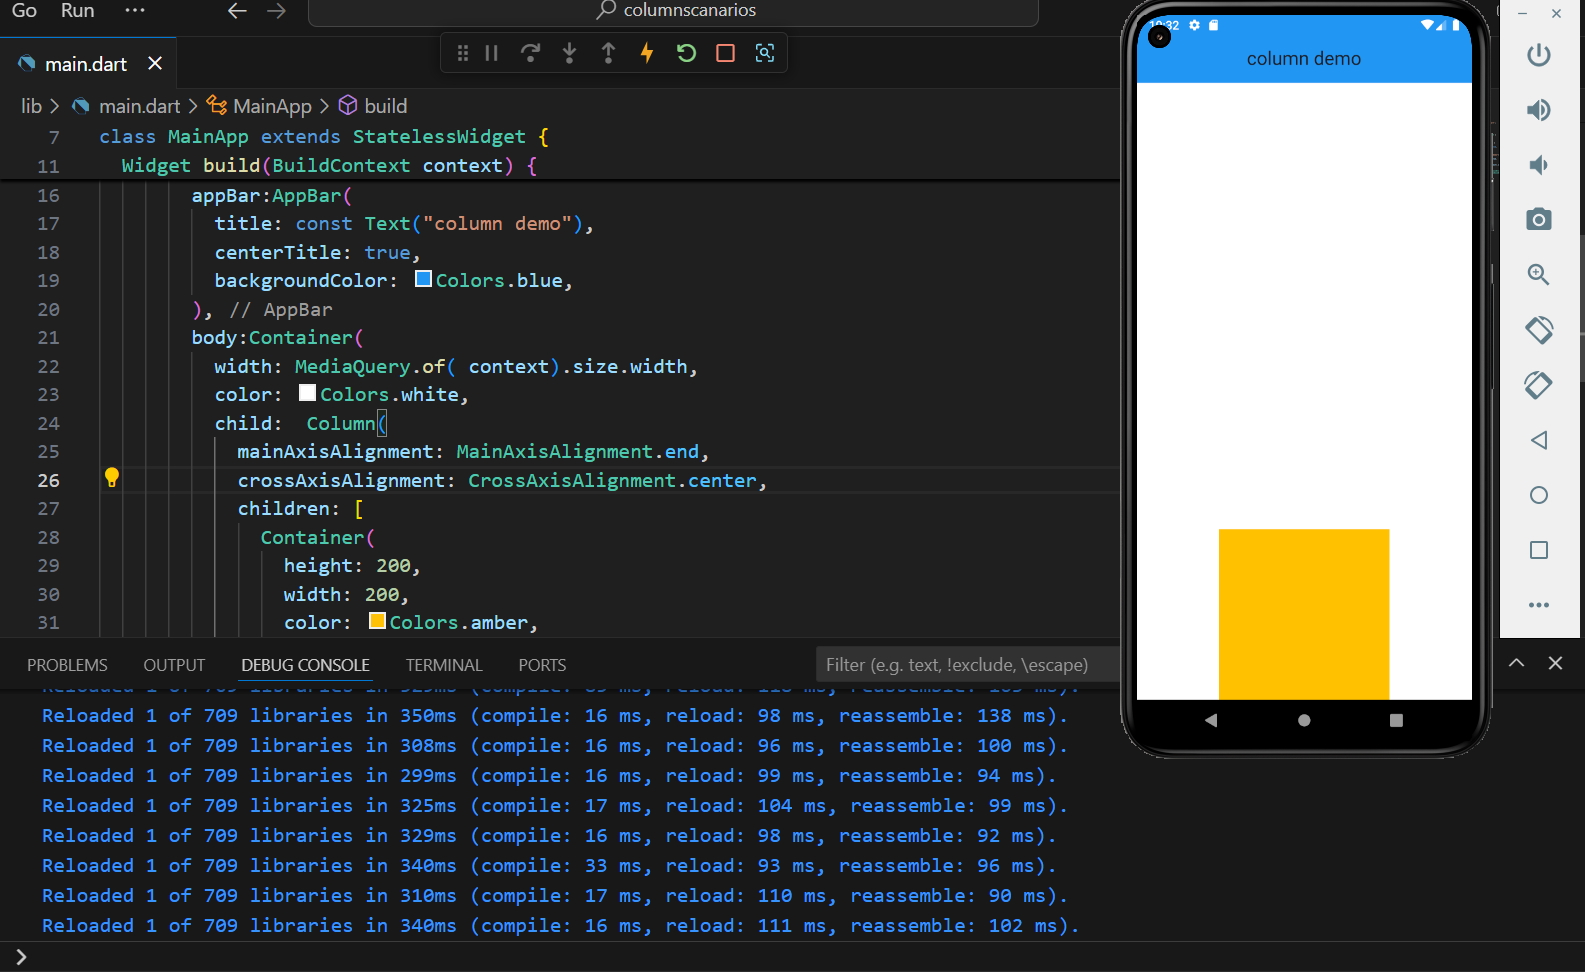 Go Run ··· columnscanarios
main.dart
lib > main.dart > MainApp > build
7 class MainApp extends StatelessWidget {
11 Widget build(BuildContext context) {
16 appBar:AppBar(
17 title: const Text("column demo"),
18 centerTitle: true,
19 backgroundColor: Colors.blue,
20 ), // AppBar
21 body:Container(
22 width: MediaQuery.of( context).size.width,
23 color: Colors.white,
24 child:  Column(
25 mainAxisAlignment: MainAxisAlignment.end,
26 crossAxisAlignment: CrossAxisAlignment.center,
27 children: [
28 Container(
29 height: 200,
30 width: 200,
31 color: Colors.amber,
PROBLEMS OUTPUT DEBUG CONSOLE TERMINAL PORTS Filter (e.g. text, !exclude, \escape)
Reloaded 1 of 709 libraries in 350ms (compile: 16 ms, reload: 98 ms, reassemble: 138 ms).
Reloaded 1 of 709 libraries in 308ms (compile: 16 ms, reload: 96 ms, reassemble: 100 ms).
Reloaded 1 of 709 libraries in 299ms (compile: 16 ms, reload: 99 ms, reassemble: 94 ms).
Reloaded 1 of 709 libraries in 325ms (compile: 17 ms, reload: 104 ms, reassemble: 99 ms).
Reloaded 1 of 709 libraries in 329ms (compile: 16 ms, reload: 98 ms, reassemble: 92 ms).
Reloaded 1 of 709 libraries in 340ms (compile: 33 ms, reload: 93 ms, reassemble: 96 ms).
Reloaded 1 of 709 libraries in 310ms (compile: 17 ms, reload: 110 ms, reassemble: 90 ms).
Reloaded 1 of 709 libraries in 340ms (compile: 16 ms, reload: 111 ms, reassemble: 102 ms).
column demo